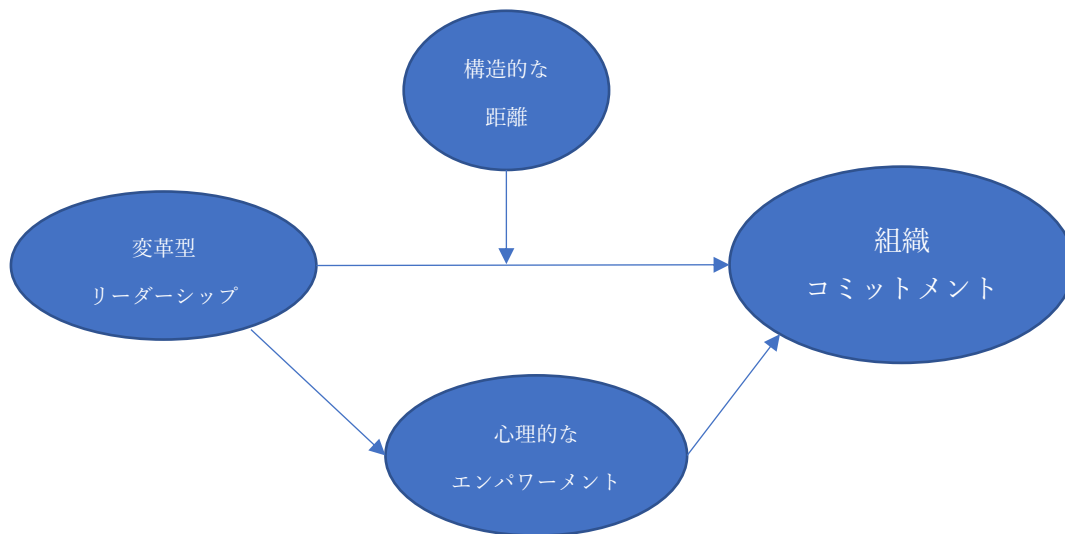 構造的な
距離
変革型
リーダーシップ
組織
コミットメント
心理的な
エンパワーメント